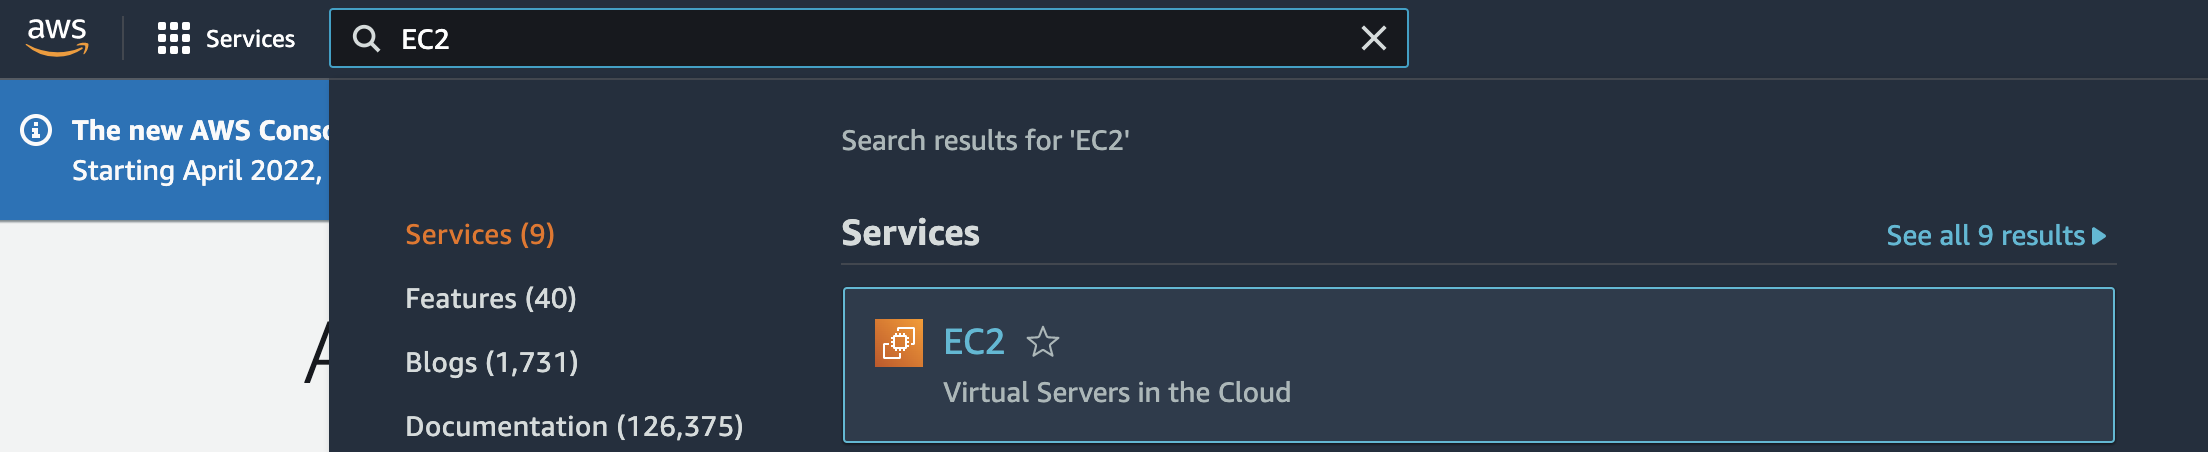 aws
Services
EC2
The new AWS Conso
Starting April 2022,
A
Search results for 'EC2'
Services (9)
Features (40)
Blogs (1,731)
Documentation (126,375)
Services
See all 9 results
EC2
Virtual Servers in the Cloud